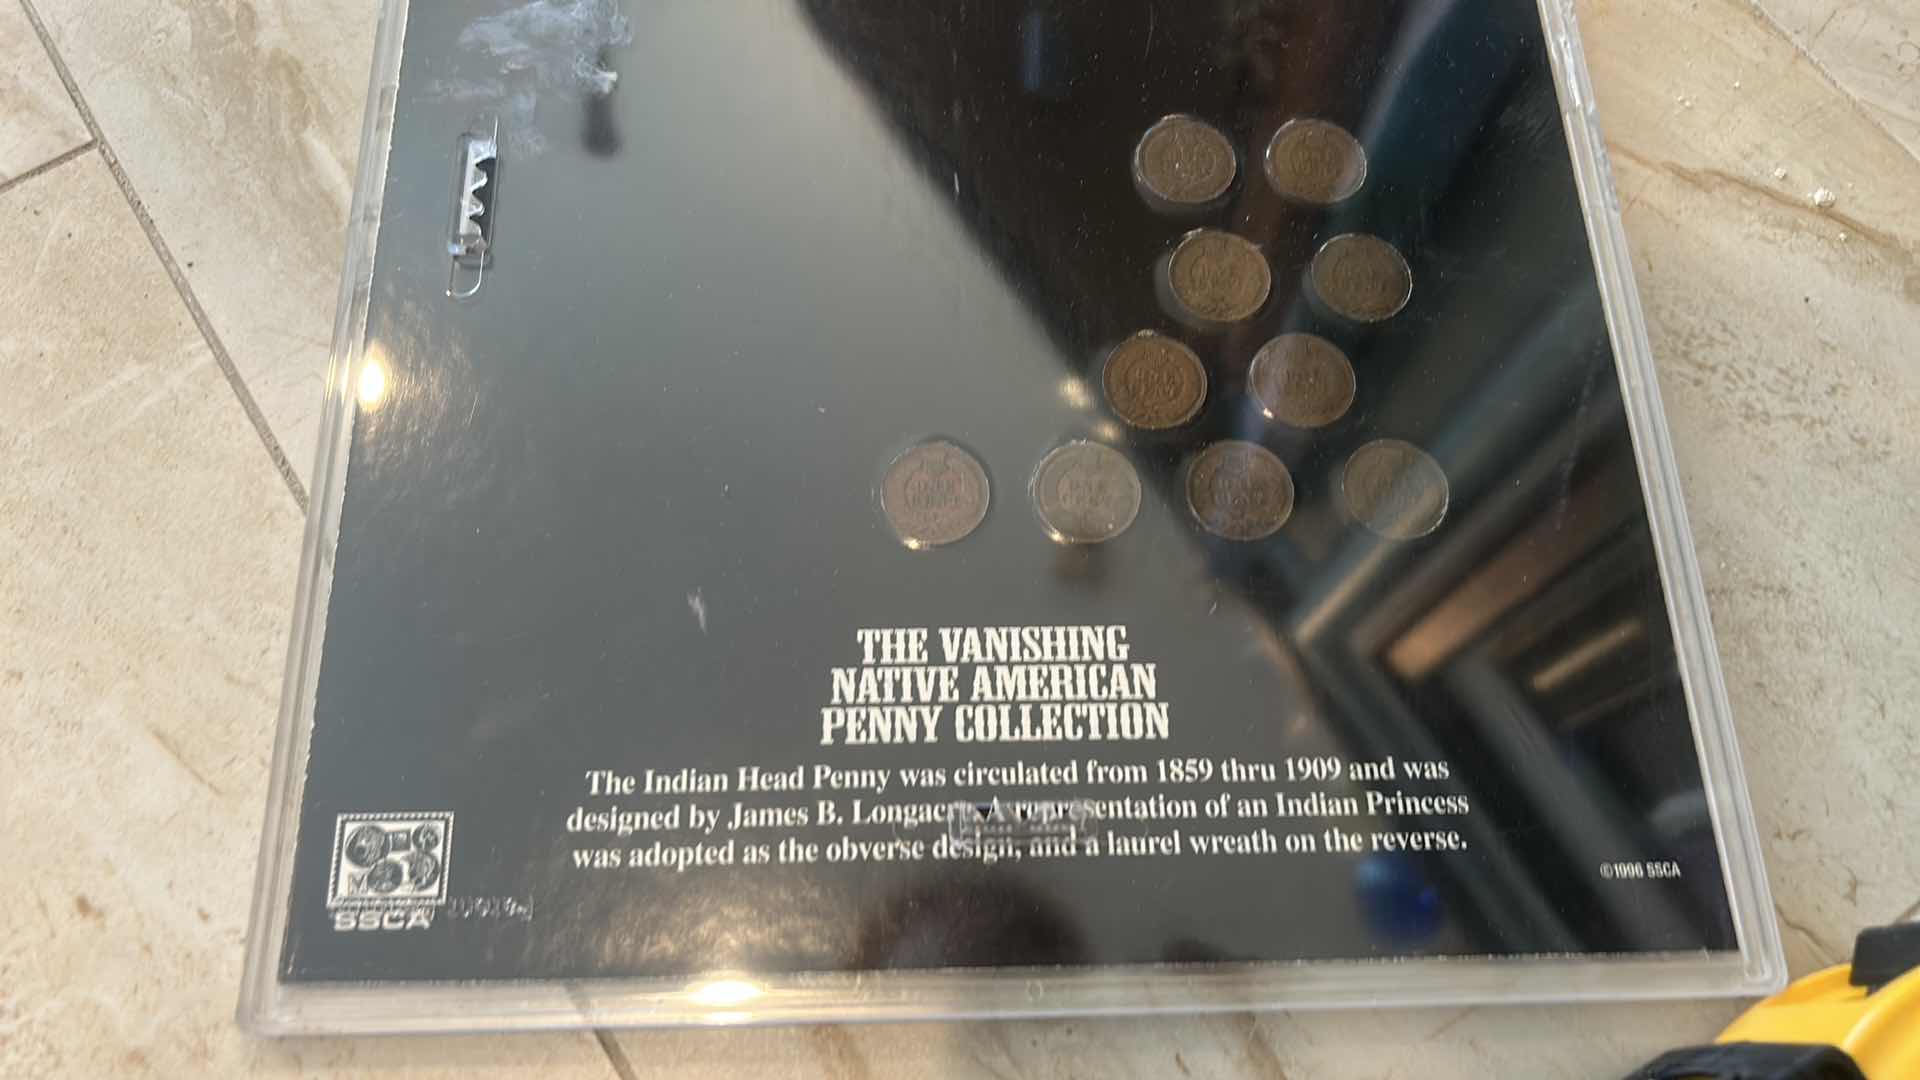 THE VANISHING
NATIVE AMERICAN
PENNY COLLECTION
The Indian Head Penny was circulated from 1859 thru 1909 and was
designed by James B. Longacre. A representation of an Indian Princess
was adopted as the obverse design, and a laurel wreath on the reverse.
SSCA
©1996 SSCA